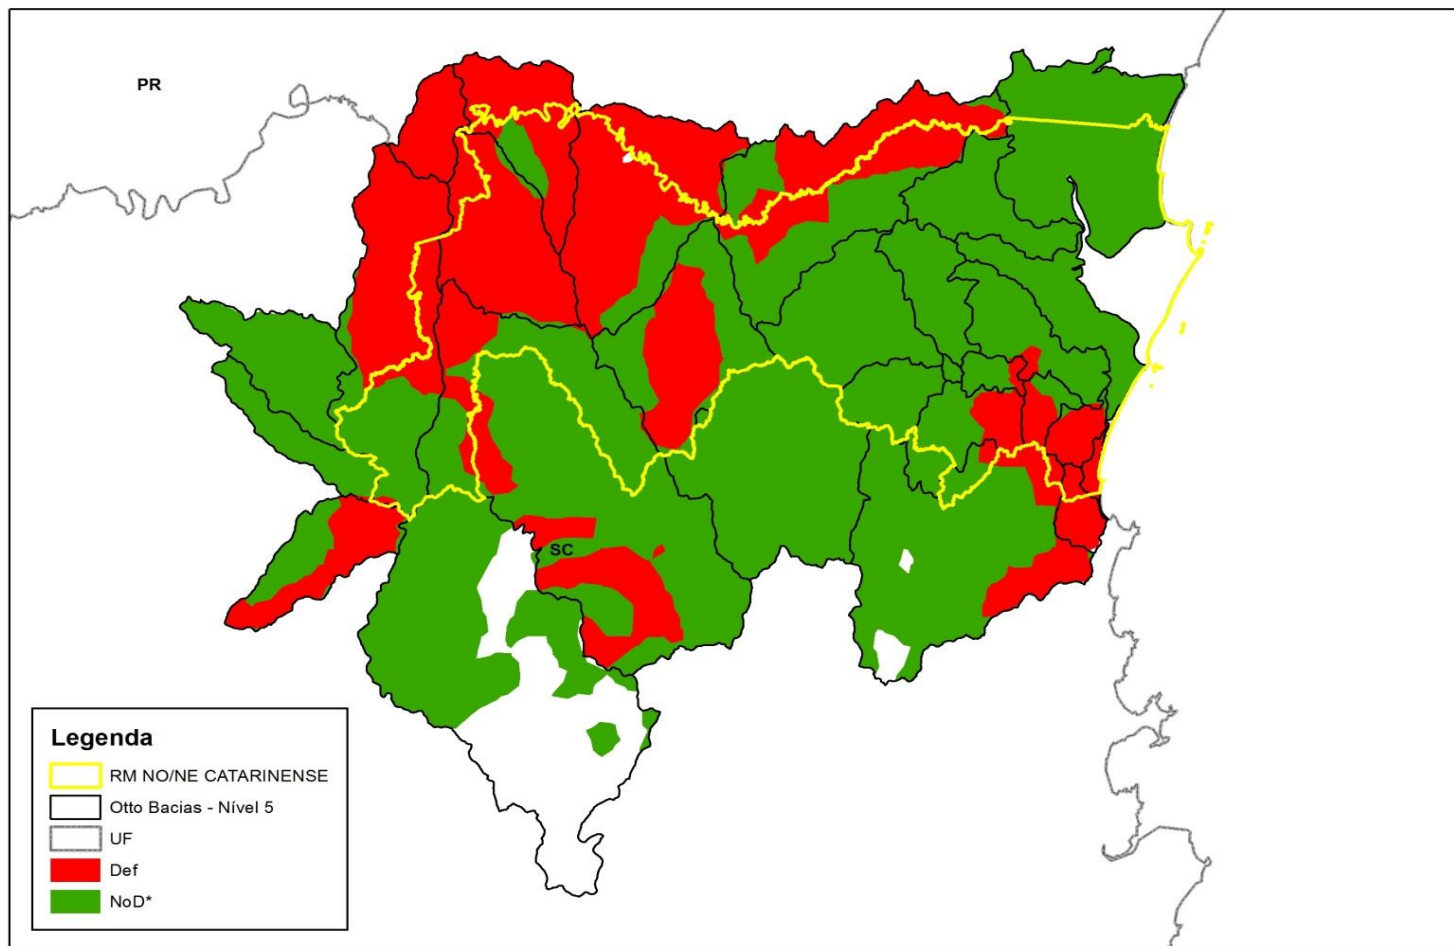 PR
SC
Legenda
RM NO/NE CATARINENSE
Otto Bacias - Nível 5
UF
Def
NoD*